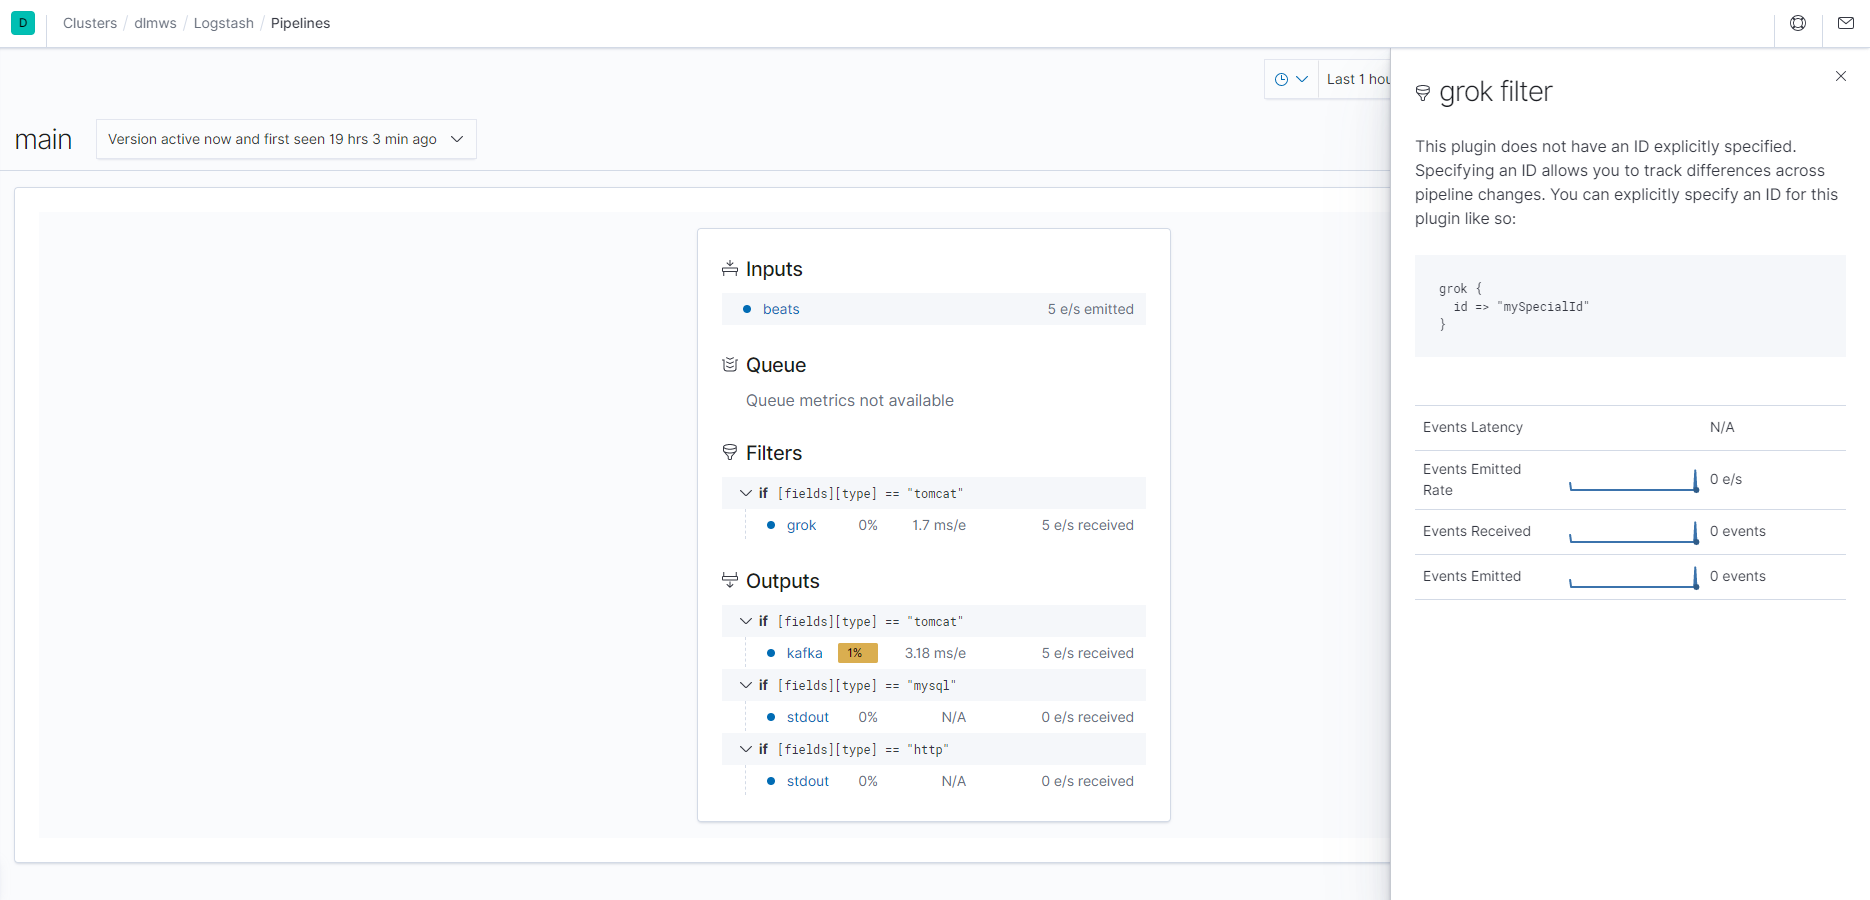 D Clusters / dlmws / Logstash / Pipelines
Last 1 hou
main Version active now and first seen 19 hrs 3 min ago
Inputs
beats 5 e/s emitted
Queue
Queue metrics not available
Filters
if [fields][type] == "tomcat"
grok 0% 1.7 ms/e 5 e/s received
Outputs
if [fields][type] == "tomcat"
kafka 1% 3.18 ms/e 5 e/s received
if [fields][type] == "mysql"
stdout 0% N/A 0 e/s received
if [fields][type] == "http"
stdout 0% N/A 0 e/s received
grok filter
This plugin does not have an ID explicitly specified.
Specifying an ID allows you to track differences across
pipeline changes. You can explicitly specify an ID for this
plugin like so:
grok {
  id => "mySpecialId"
}
Events Latency N/A
Events Emitted
Rate 0 e/s
Events Received 0 events
Events Emitted 0 events